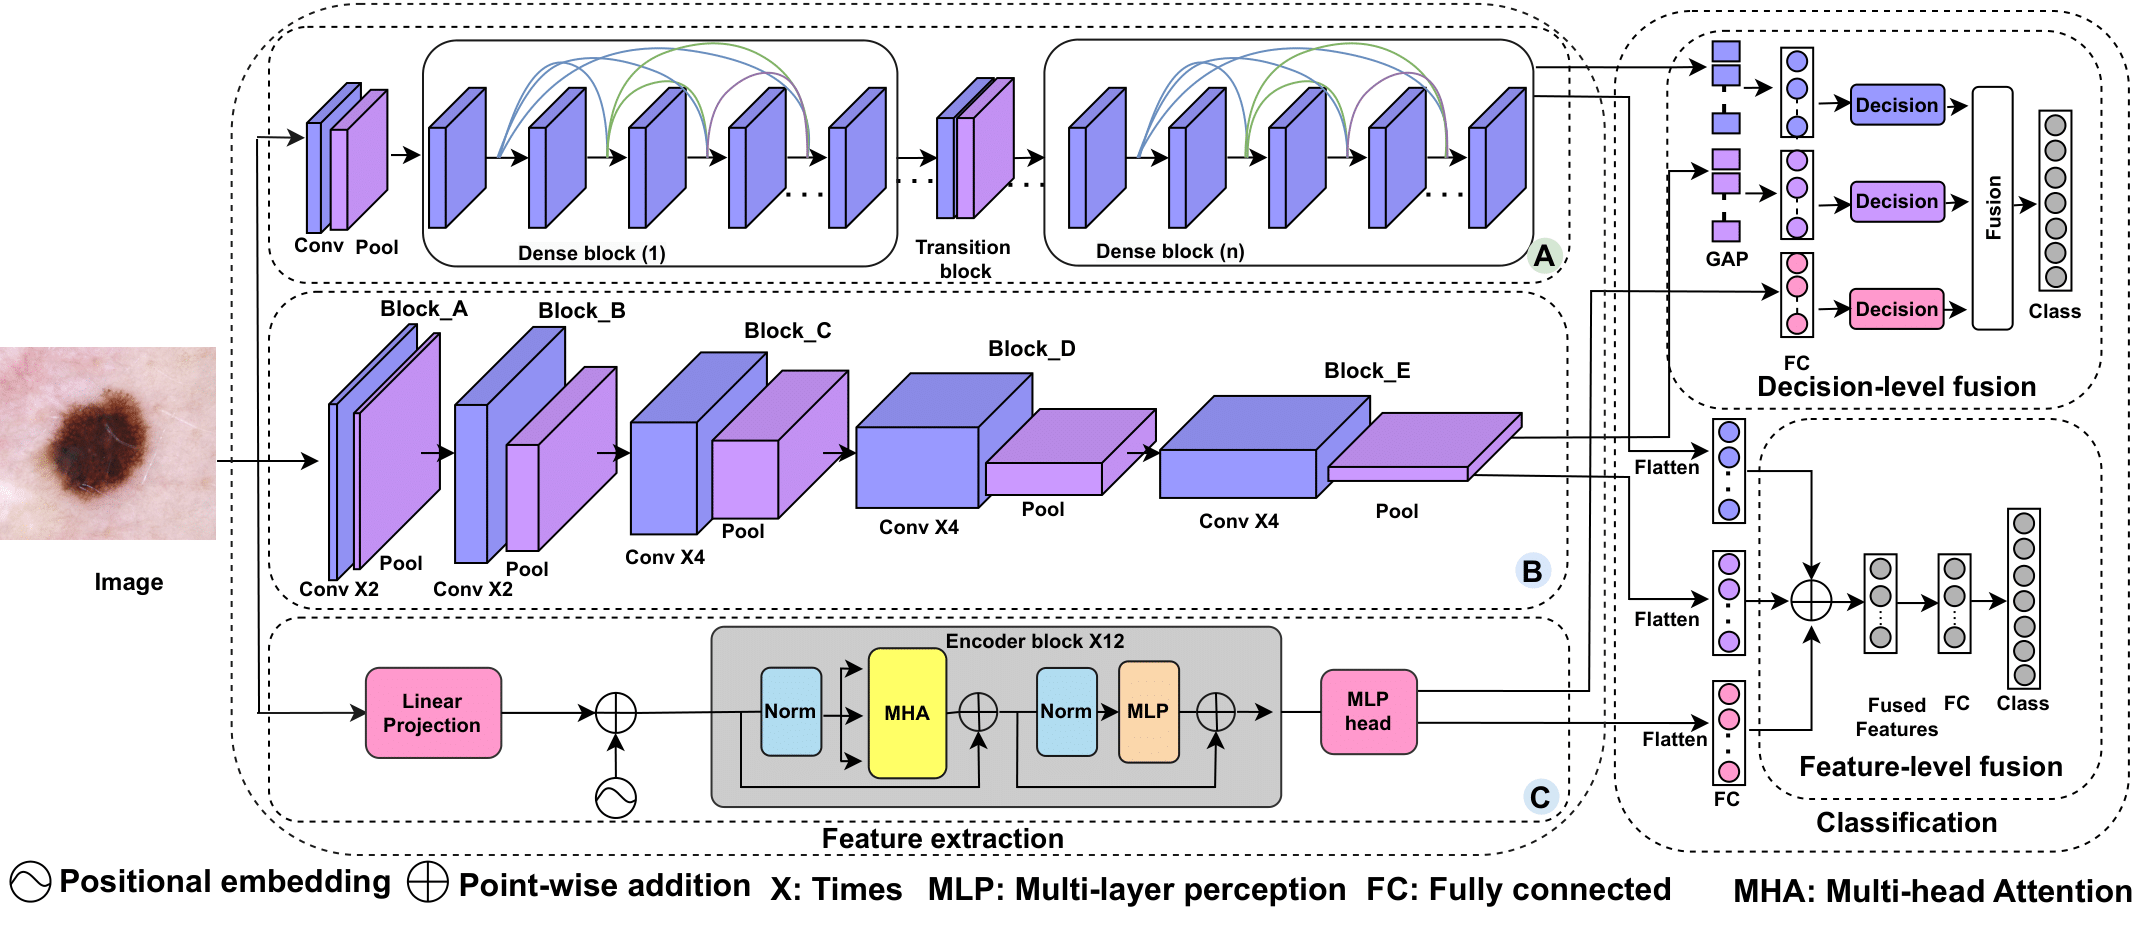 Conv
Pool
Dense block (1)
Transition
block
Dense block (n)
A
Block_A
Block_B
Block_C
Block_D
Block_E
Conv X2
Pool
Conv X2
Pool
Conv X4
Pool
Conv X4
Pool
Conv X4
Pool
B
Image
Linear
Projection
Encoder block X12
Norm
MHA
Norm
MLP
MLP
head
C
Feature extraction
GAP
FC
Decision
Decision
Decision
Fusion
Class
Decision-level fusion
Flatten
Flatten
Flatten
FC
Fused
Features
FC
Class
Feature-level fusion
Classification
Positional embedding
Point-wise addition
X: Times
MLP: Multi-layer perception
FC: Fully connected
MHA: Multi-head Attention